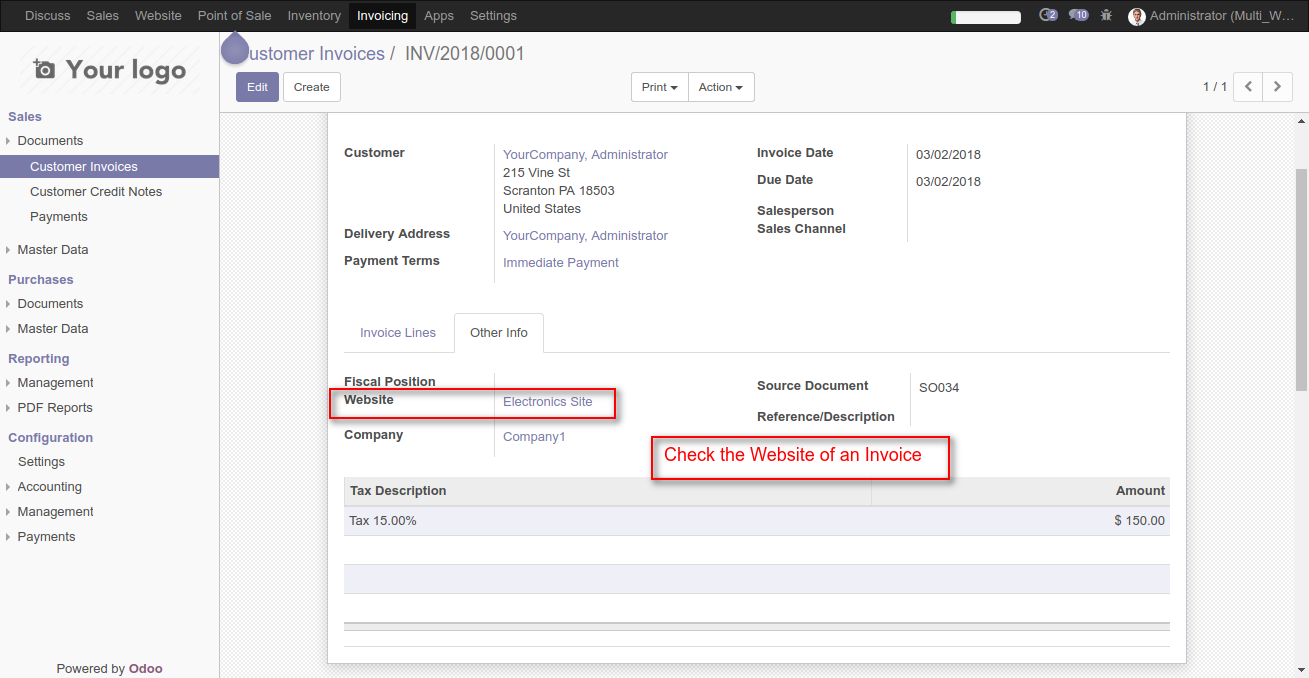 Discuss Sales Website Point of Sale Inventory Invoicing Apps Settings 2 10 Administrator (Multi_W...
Your logo
ustomer Invoices / INV/2018/0001
Edit Create Print Action 1 / 1
Sales
Documents
Customer Invoices
Customer Credit Notes
Payments
Master Data
Purchases
Documents
Master Data
Reporting
Management
PDF Reports
Configuration
Settings
Accounting
Management
Payments
Powered by Odoo
Customer YourCompany, Administrator
215 Vine St
Scranton PA 18503
United States
Delivery Address YourCompany, Administrator
Payment Terms Immediate Payment
Invoice Date 03/02/2018
Due Date 03/02/2018
Salesperson
Sales Channel
Invoice Lines Other Info
Fiscal Position
Website Electronics Site
Company Company1
Source Document SO034
Reference/Description
Check the Website of an Invoice
Tax Description Amount
Tax 15.00% $ 150.00